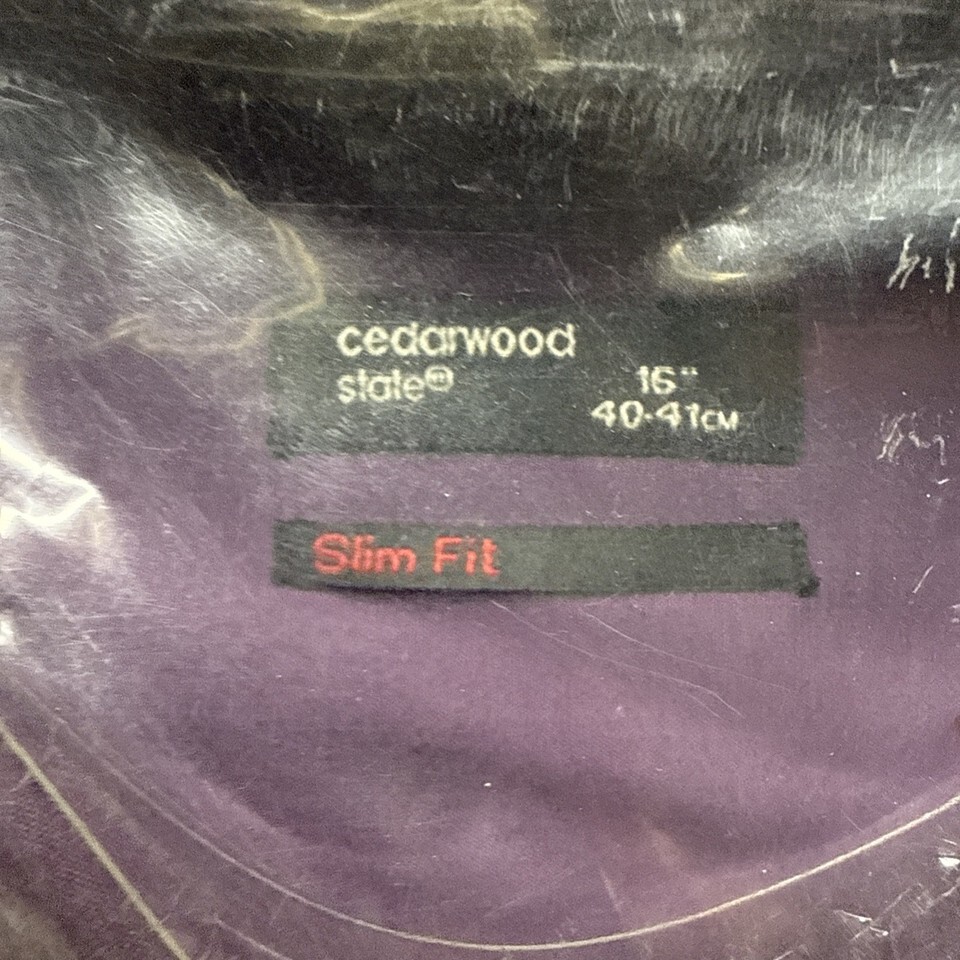 cedarwood
state
16"
40-41CM
Slim Fit